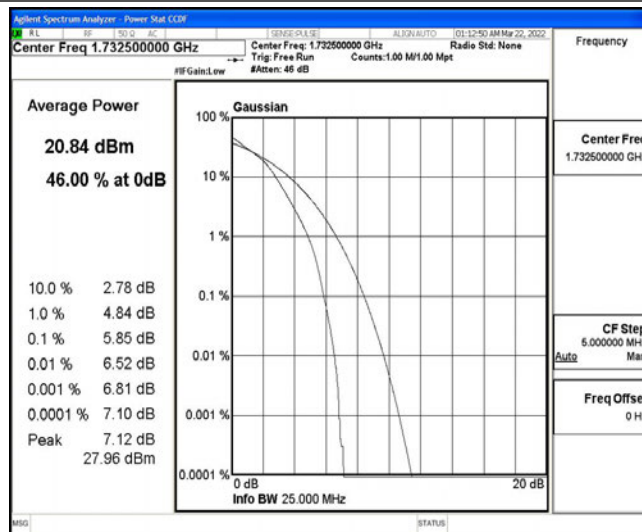 Agilent Spectrum Analyzer - Power Stat CCDF
RL RF 50 Ω AC SENSE:PULSE ALIGN AUTO 01:12:50 AM Mar 22, 2022
Center Freq 1.732500000 GHz
Center Freq: 1.732500000 GHz Radio Std: None
Trig: Free Run Counts:1.00 M/1.00 Mpt
#IFGain:Low #Atten: 46 dB
Frequency
Average Power
20.84 dBm
46.00 % at 0dB
10.0 % 2.78 dB
1.0 % 4.84 dB
0.1 % 5.85 dB
0.01 % 6.52 dB
0.001 % 6.81 dB
0.0001 % 7.10 dB
Peak 7.12 dB
27.96 dBm
Gaussian
100 %
10 %
1 %
0.1 %
0.01 %
0.001 %
0.0001 %
0 dB 20 dB
Info BW 25.000 MHz
Center Fre
1.732500000 GH
CF Step
5.000000 MH
Auto Ma
Freq Offse
0 H
MSG STATUS